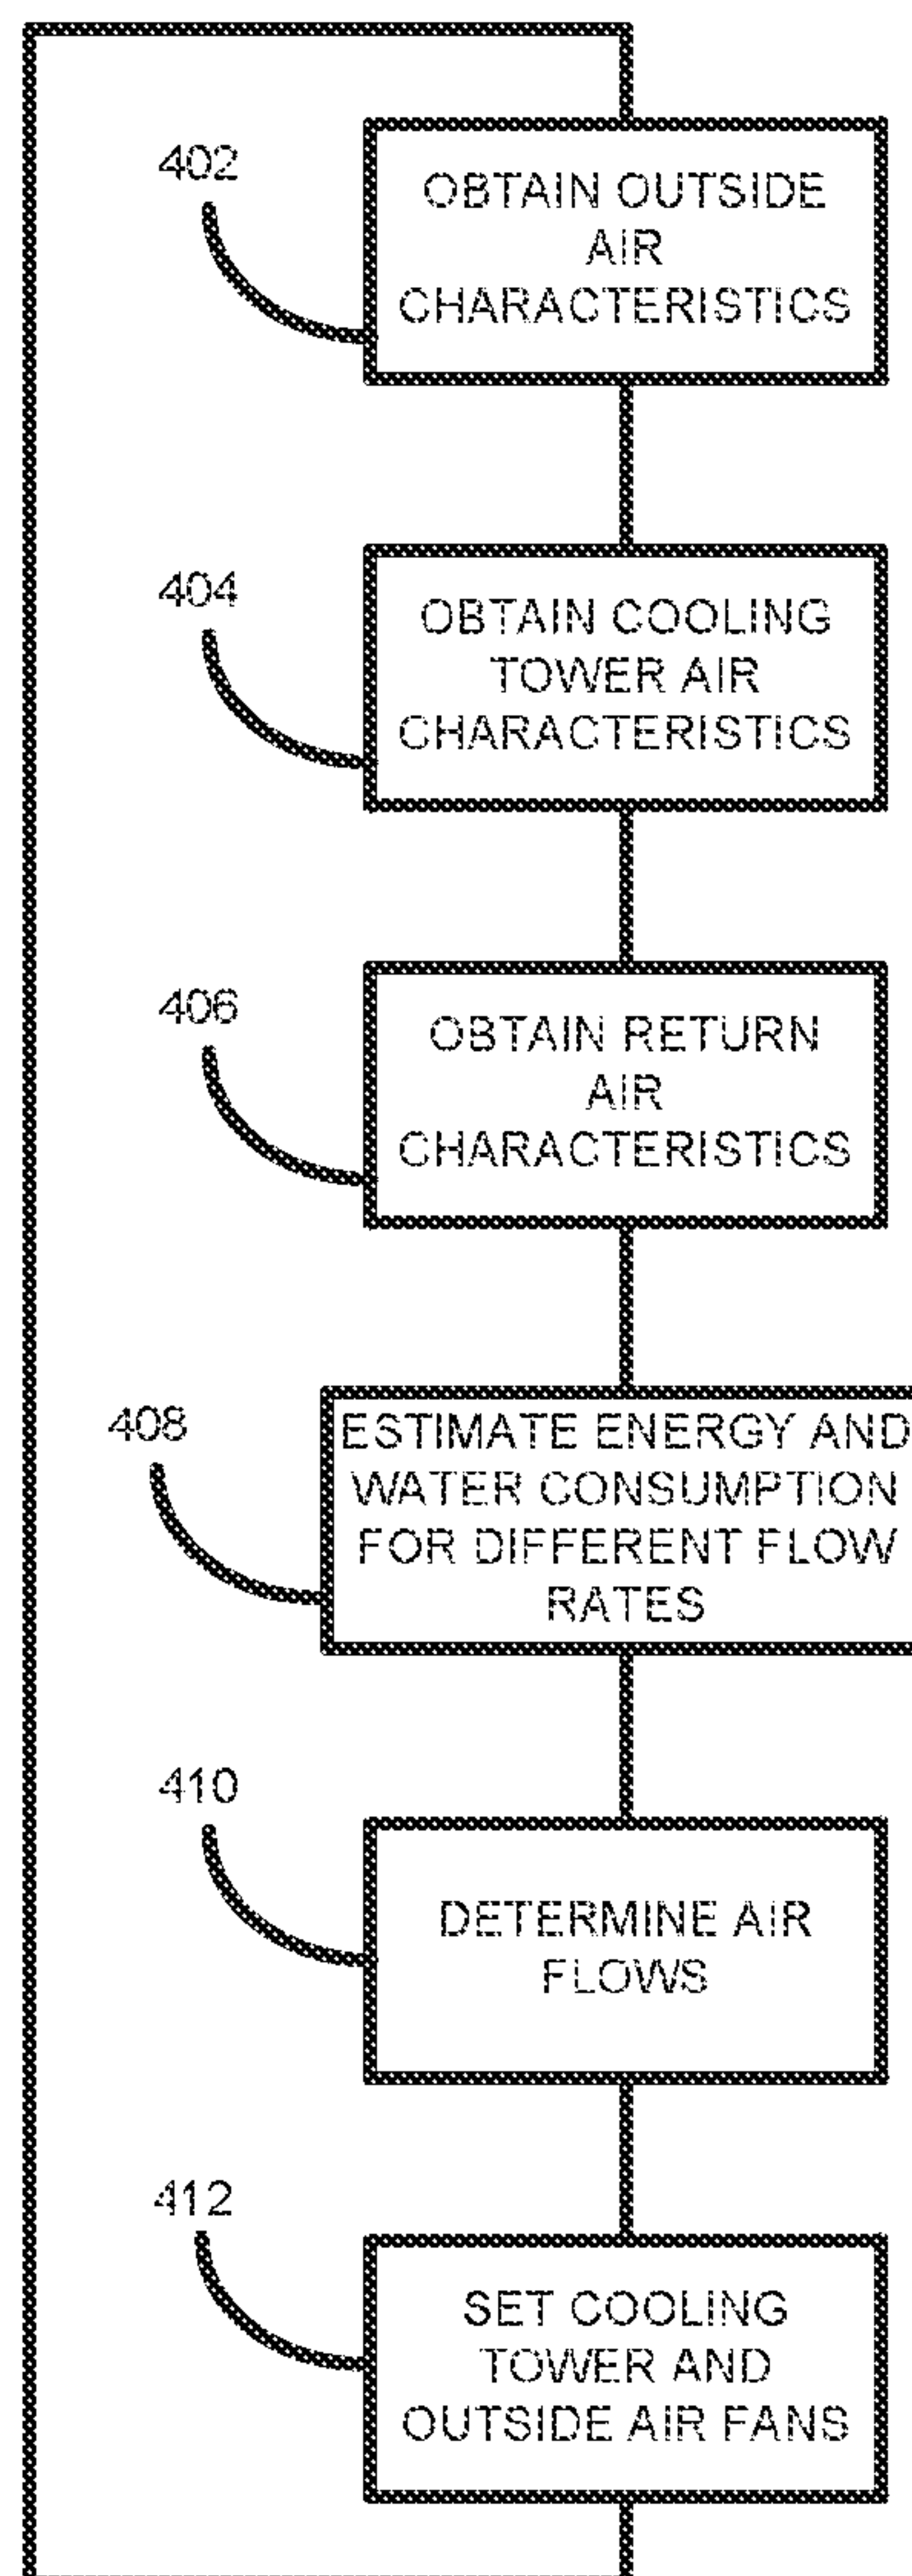 402
OBTAIN OUTSIDE
AIR
CHARACTERISTICS
404
OBTAIN COOLING
TOWER AIR
CHARACTERISTICS
406
OBTAIN RETURN
AIR
CHARACTERISTICS
408
ESTIMATE ENERGY AND
WATER CONSUMPTION
FOR DIFFERENT FLOW
RATES
410
DETERMINE AIR
FLOWS
412
SET COOLING
TOWER AND
OUTSIDE AIR FANS